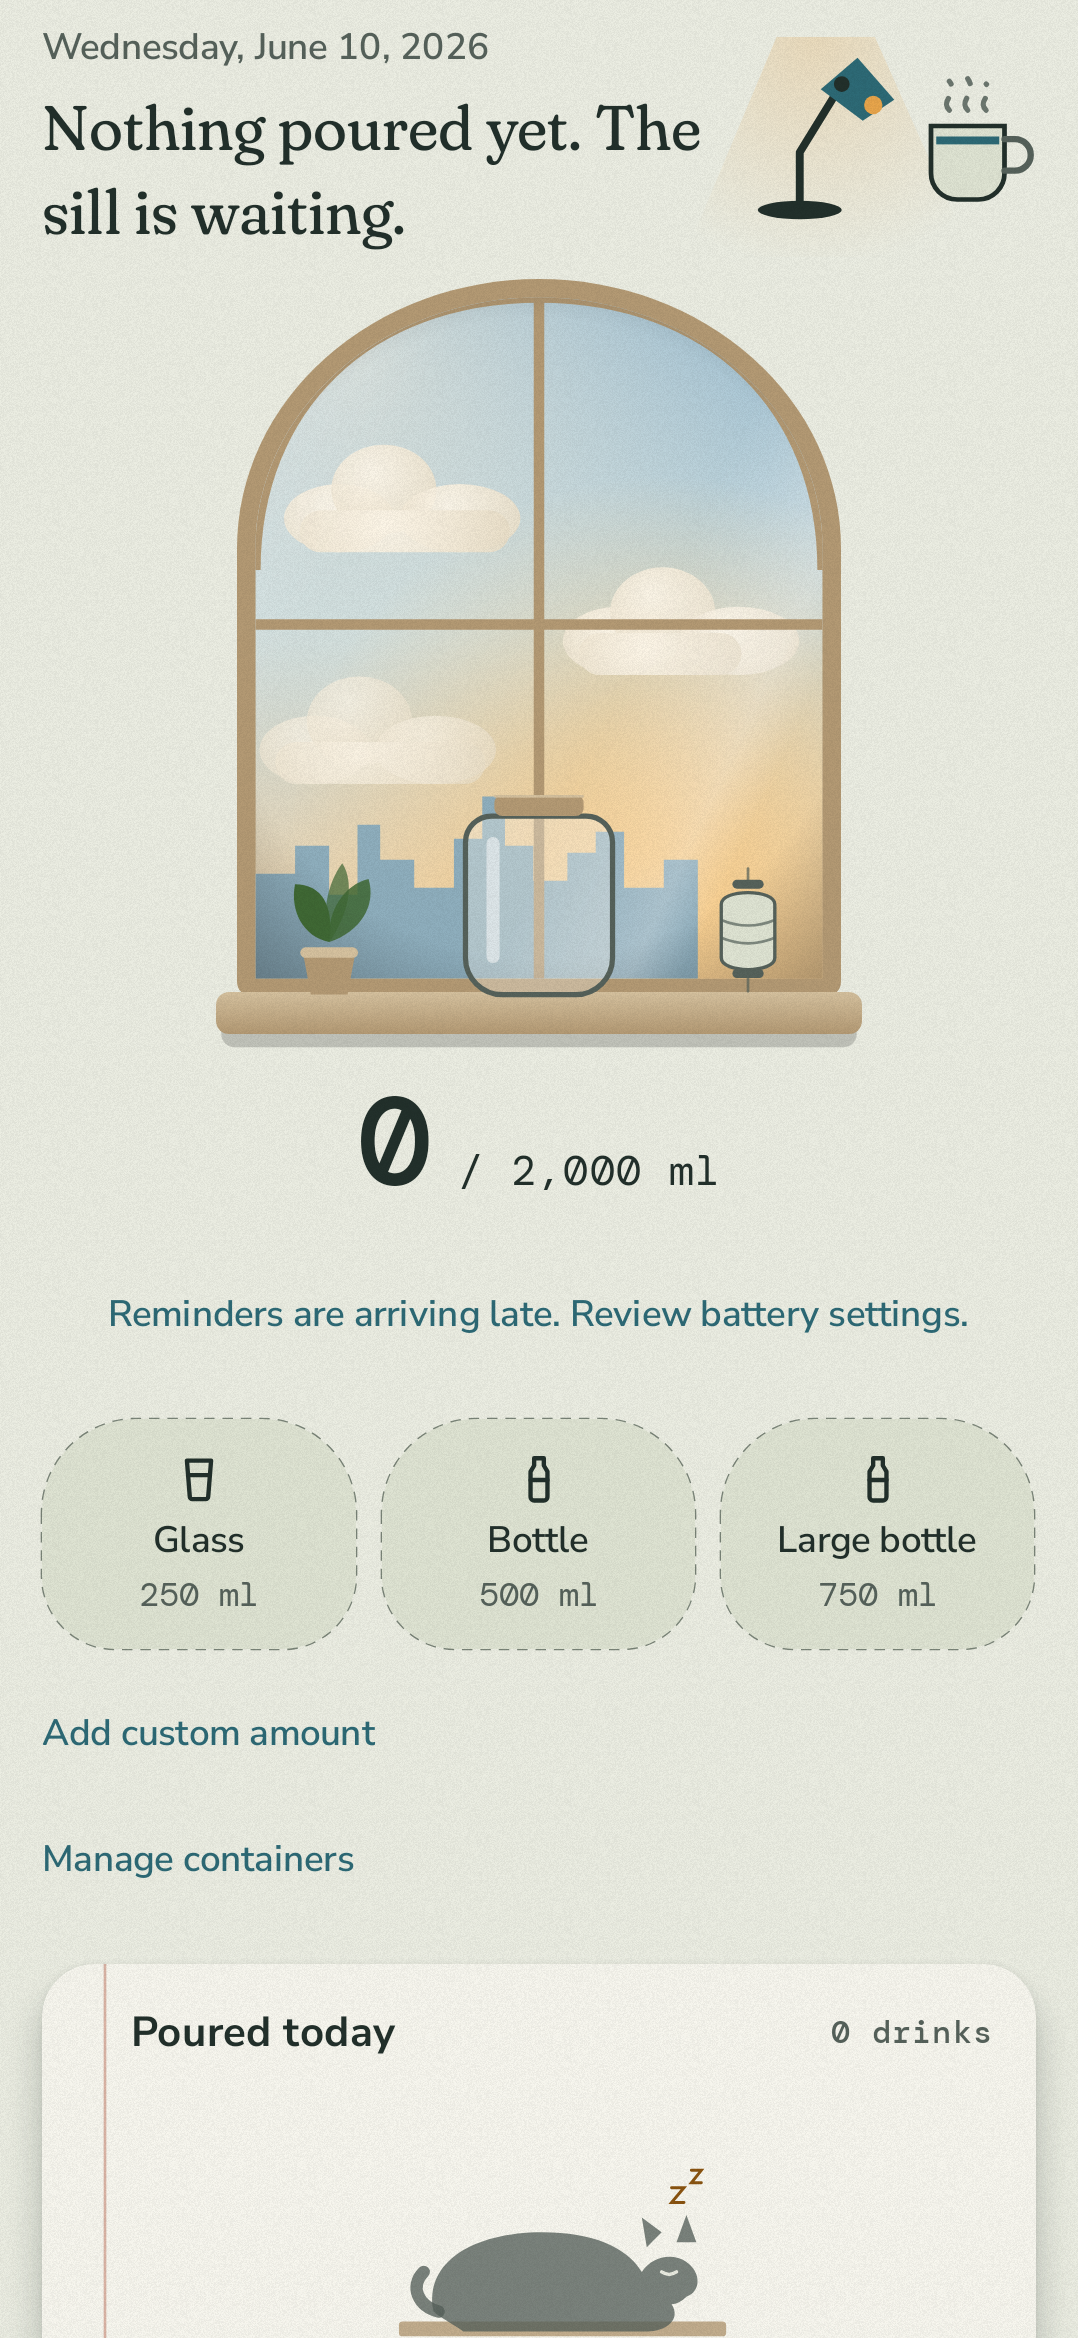 Wednesday, June 10, 2026
Nothing poured yet. The
sill is waiting.
0 / 2,000 ml
Reminders are arriving late. Review battery settings.
Glass
250 ml
Bottle
500 ml
Large bottle
750 ml
Add custom amount
Manage containers
Poured today
0 drinks
z
z